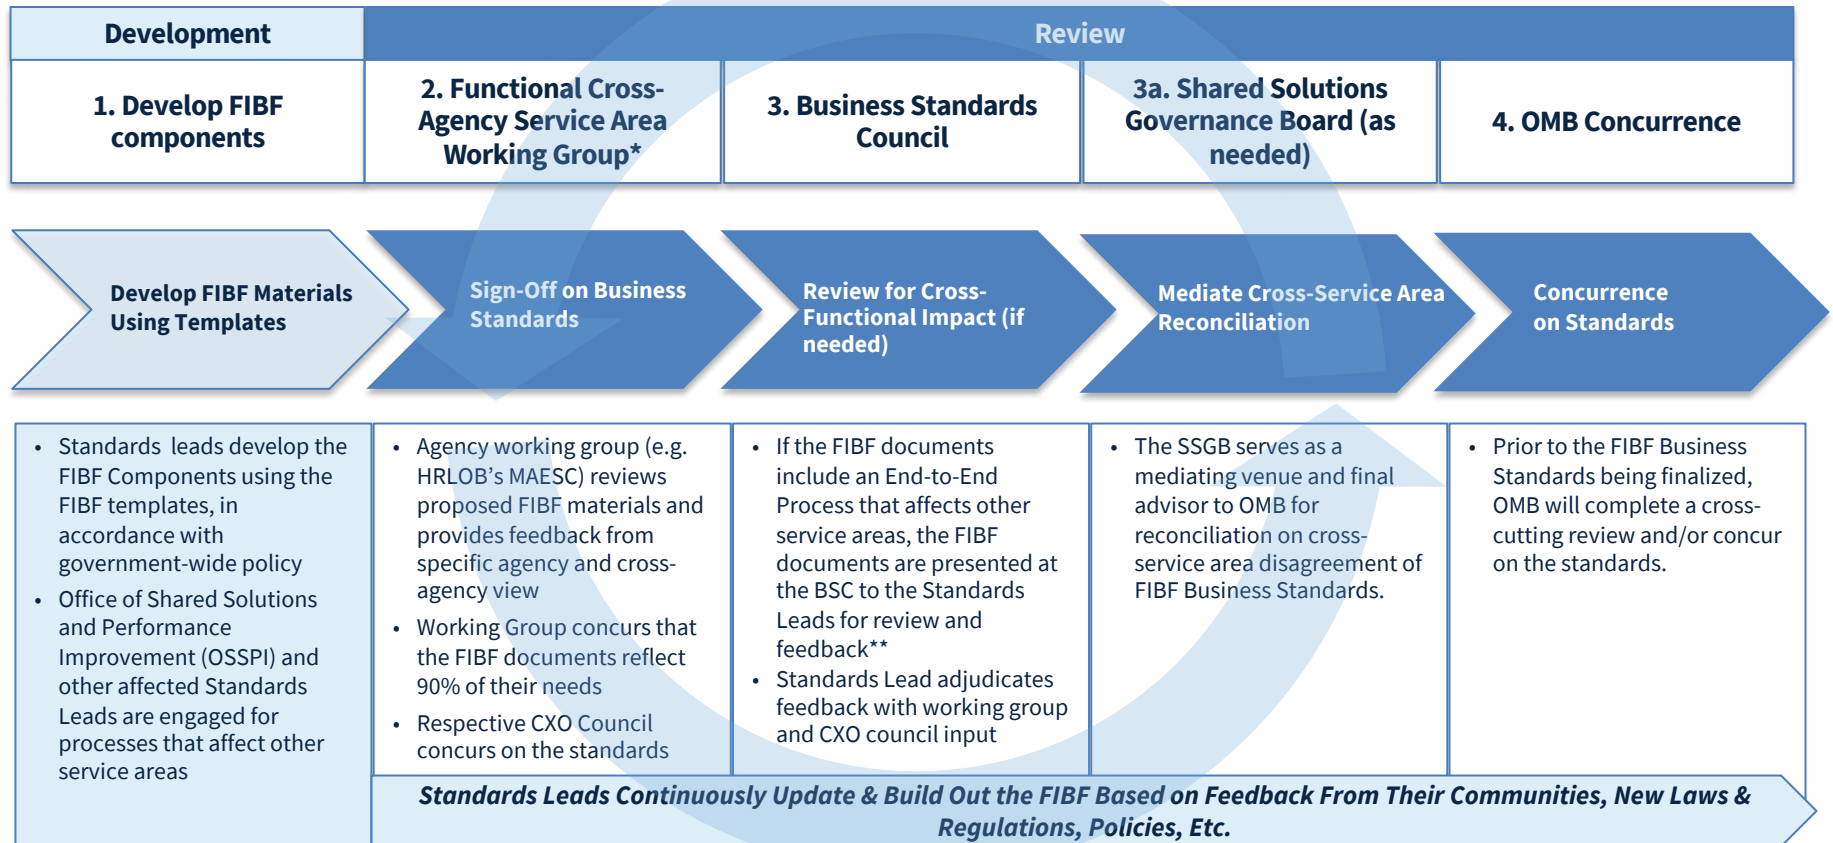 Development
Review
1. Develop FIBF
components
2. Functional Cross-
Agency Service Area
Working Group*
3. Business Standards
Council
3a. Shared Solutions
Governance Board (as
needed)
4. OMB Concurrence
Develop FIBF Materials
Using Templates
Sign-Off on Business
Standards
Review for Cross-
Functional Impact (if
needed)
Mediate Cross-Service Area
Reconciliation
Concurrence
on Standards
• Standards leads develop the
FIBF Components using the
FIBF templates, in
accordance with
government-wide policy
• Office of Shared Solutions
and Performance
Improvement (OSSPI) and
other affected Standards
Leads are engaged for
processes that affect other
service areas
• Agency working group (e.g.
HRLOB's MAESC) reviews
proposed FIBF materials and
provides feedback from
specific agency and cross-
agency view
• Working Group concurs that
the FIBF documents reflect
90% of their needs
• Respective CXO Council
concurs on the standards
• If the FIBF documents
include an End-to-End
Process that affects other
service areas, the FIBF
documents are presented at
the BSC to the Standards
Leads for review and
feedback**
• Standards Lead adjudicates
feedback with working group
and CXO council input
• The SSGB serves as a
mediating venue and final
advisor to OMB for
reconciliation on cross-
service area disagreement of
FIBF Business Standards.
• Prior to the FIBF Business
Standards being finalized,
OMB will complete a cross-
cutting review and/or concur
on the standards.
Standards Leads Continuously Update & Build Out the FIBF Based on Feedback From Their Communities, New Laws &
Regulations, Policies, Etc.